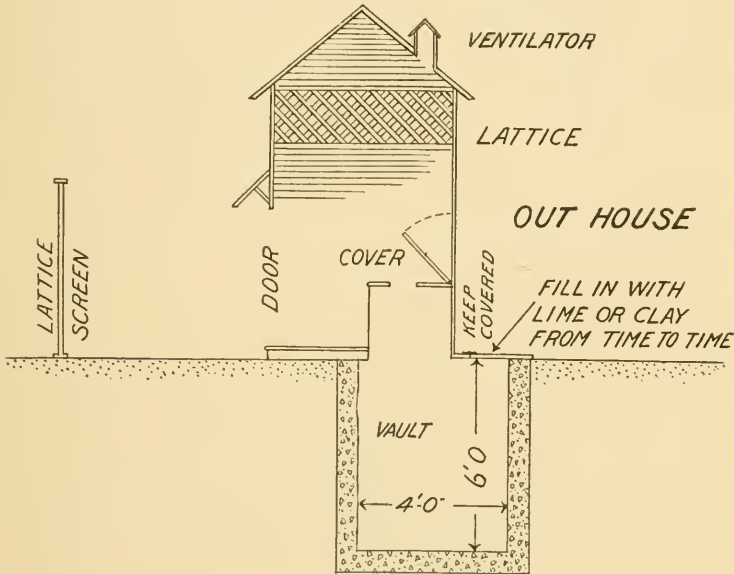 VENTILATOR
LATTICE
OUT HOUSE
LATTICE
SCREEN
DOOR
COVER
KEEP
COVERED
FILL IN WITH
LIME OR CLAY
FROM TIME TO TIME
VAULT
6'0
4'-0"